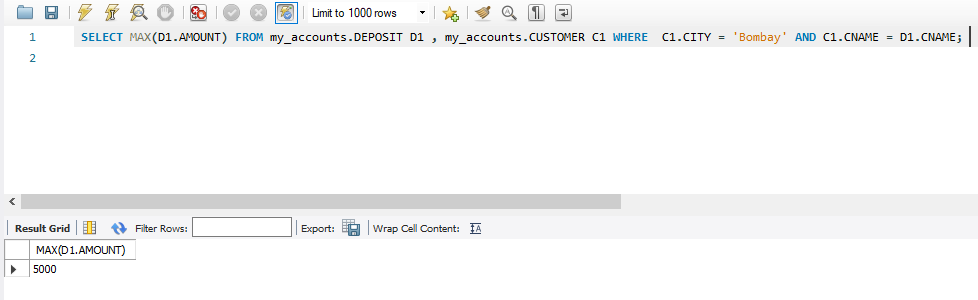 Limit to 1000 rows
1 SELECT MAX(D1.AMOUNT) FROM my_accounts.DEPOSIT D1 , my_accounts.CUSTOMER C1 WHERE  C1.CITY = 'Bombay' AND C1.CNAME = D1.CNAME;
2
Result Grid Filter Rows: Export: Wrap Cell Content:
MAX(D1.AMOUNT)
5000